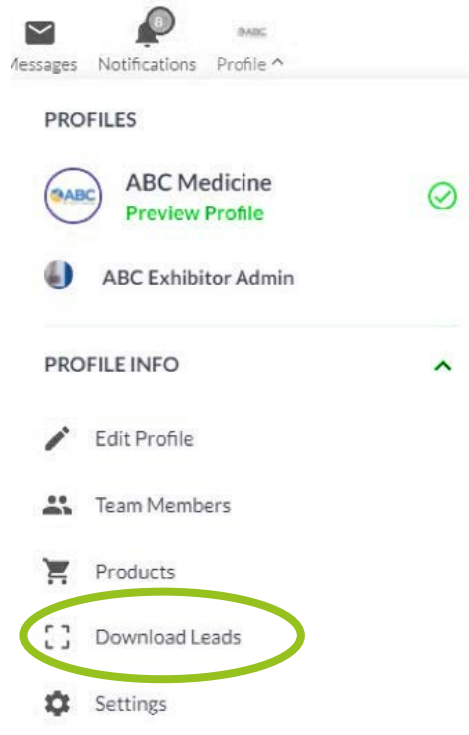 8
ABC
Messages Notifications Profile
PROFILES
ABC
ABC Medicine
Preview Profile
ABC Exhibitor Admin
PROFILE INFO
Edit Profile
Team Members
Products
Download Leads
Settings